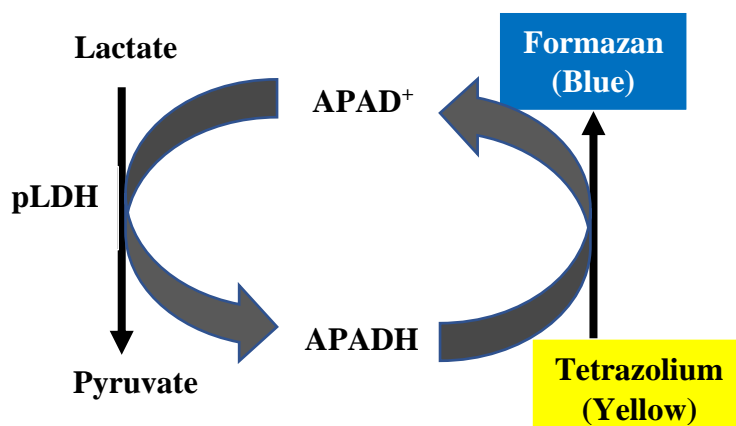 Lactate
Formazan
(Blue)
APAD⁺
pLDH
APADH
Pyruvate
Tetrazolium
(Yellow)